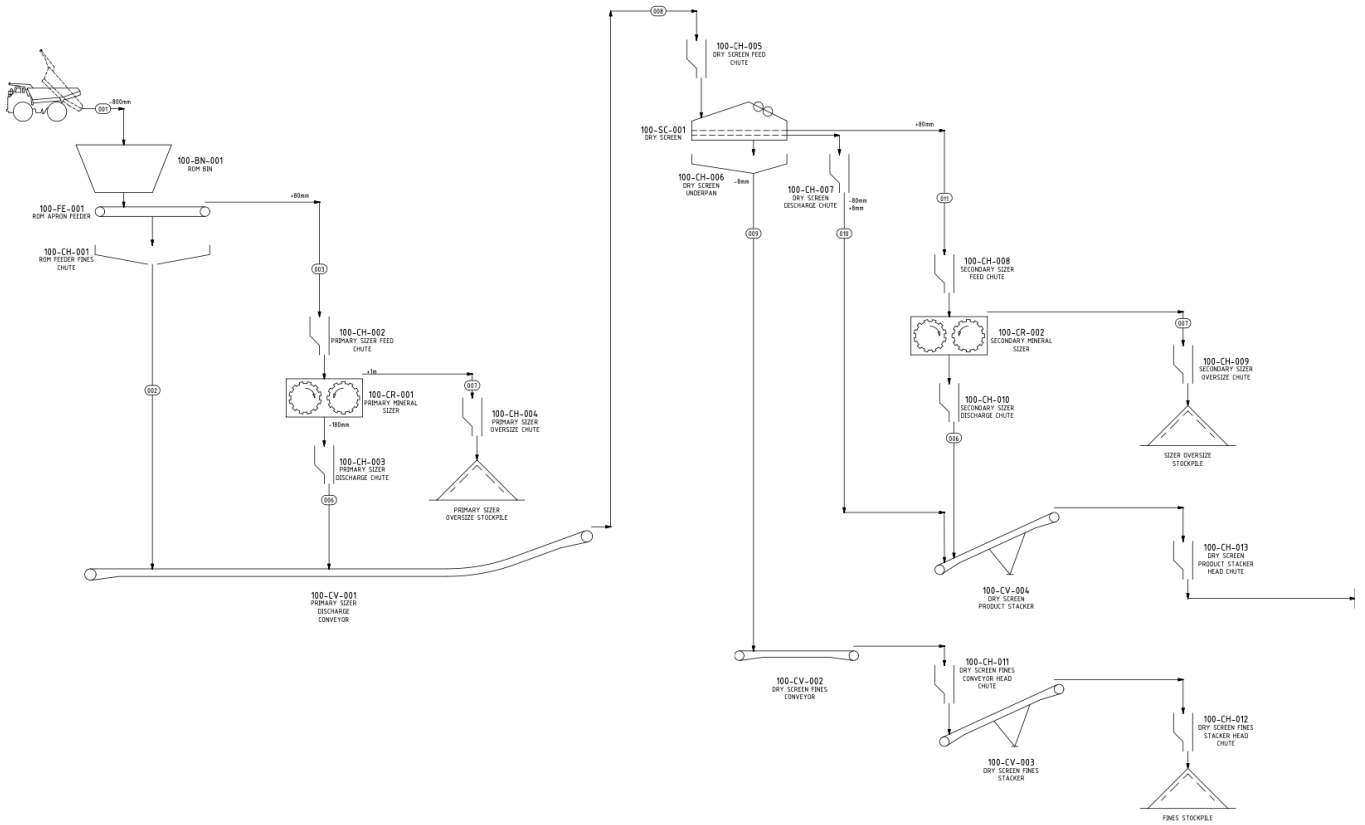 001
-800mm
100-BN-001
ROM BIN
100-FE-001
ROM APRON FEEDER
+80mm
100-CH-001
ROM FEEDER FINES
CHUTE
002
003
100-CH-002
PRIMARY SIZER FEED
CHUTE
+1m
100-CR-001
PRIMARY MINERAL
SIZER
-180mm
007
100-CH-004
PRIMARY SIZER
OVERSIZE CHUTE
100-CH-003
PRIMARY SIZER
DISCHARGE CHUTE
006
PRIMARY SIZER
OVERSIZE STOCKPILE
100-CV-001
PRIMARY SIZER
DISCHARGE
CONVEYOR
008
100-CH-005
DRY SCREEN FEED
CHUTE
100-SC-001
DRY SCREEN
+80mm
100-CH-006
DRY SCREEN
UNDERPAN
-8mm
100-CH-007
DRY SCREEN
DISCHARGE CHUTE
-80mm
+8mm
009
010
011
100-CH-008
SECONDARY SIZER
FEED CHUTE
100-CR-002
SECONDARY MINERAL
SIZER
007
100-CH-009
SECONDARY SIZER
OVERSIZE CHUTE
100-CH-010
SECONDARY SIZER
DISCHARGE CHUTE
006
SIZER OVERSIZE
STOCKPILE
100-CV-004
DRY SCREEN
PRODUCT STACKER
100-CH-013
DRY SCREEN
PRODUCT STACKER
HEAD CHUTE
100-CV-002
DRY SCREEN FINES
CONVEYOR
100-CH-011
DRY SCREEN FINES
CONVEYOR HEAD
CHUTE
100-CV-003
DRY SCREEN FINES
STACKER
100-CH-012
DRY SCREEN FINES
STACKER HEAD
CHUTE
FINES STOCKPILE